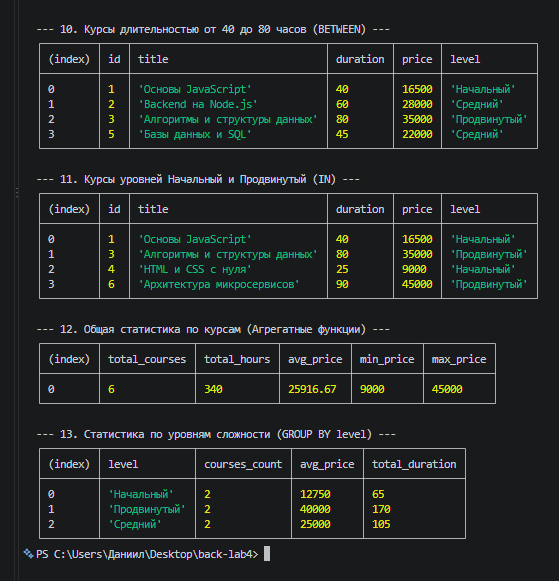 --- 10. Курсы длительностью от 40 до 80 часов (BETWEEN) ---
(index) id title duration price level
0 1 'Основы JavaScript' 40 16500 'Начальный'
1 2 'Backend на Node.js' 60 28000 'Средний'
2 3 'Алгоритмы и структуры данных' 80 35000 'Продвинутый'
3 5 'Базы данных и SQL' 45 22000 'Средний'
--- 11. Курсы уровней Начальный и Продвинутый (IN) ---
(index) id title duration price level
0 1 'Основы JavaScript' 40 16500 'Начальный'
1 3 'Алгоритмы и структуры данных' 80 35000 'Продвинутый'
2 4 'HTML и CSS с нуля' 25 9000 'Начальный'
3 6 'Архитектура микросервисов' 90 45000 'Продвинутый'
--- 12. Общая статистика по курсам (Агрегатные функции) ---
(index) total_courses total_hours avg_price min_price max_price
0 6 340 25916.67 9000 45000
--- 13. Статистика по уровням сложности (GROUP BY level) ---
(index) level courses_count avg_price total_duration
0 'Начальный' 2 12750 65
1 'Продвинутый' 2 40000 170
2 'Средний' 2 25000 105
PS C:\Users\Даниил\Desktop\back-lab4>